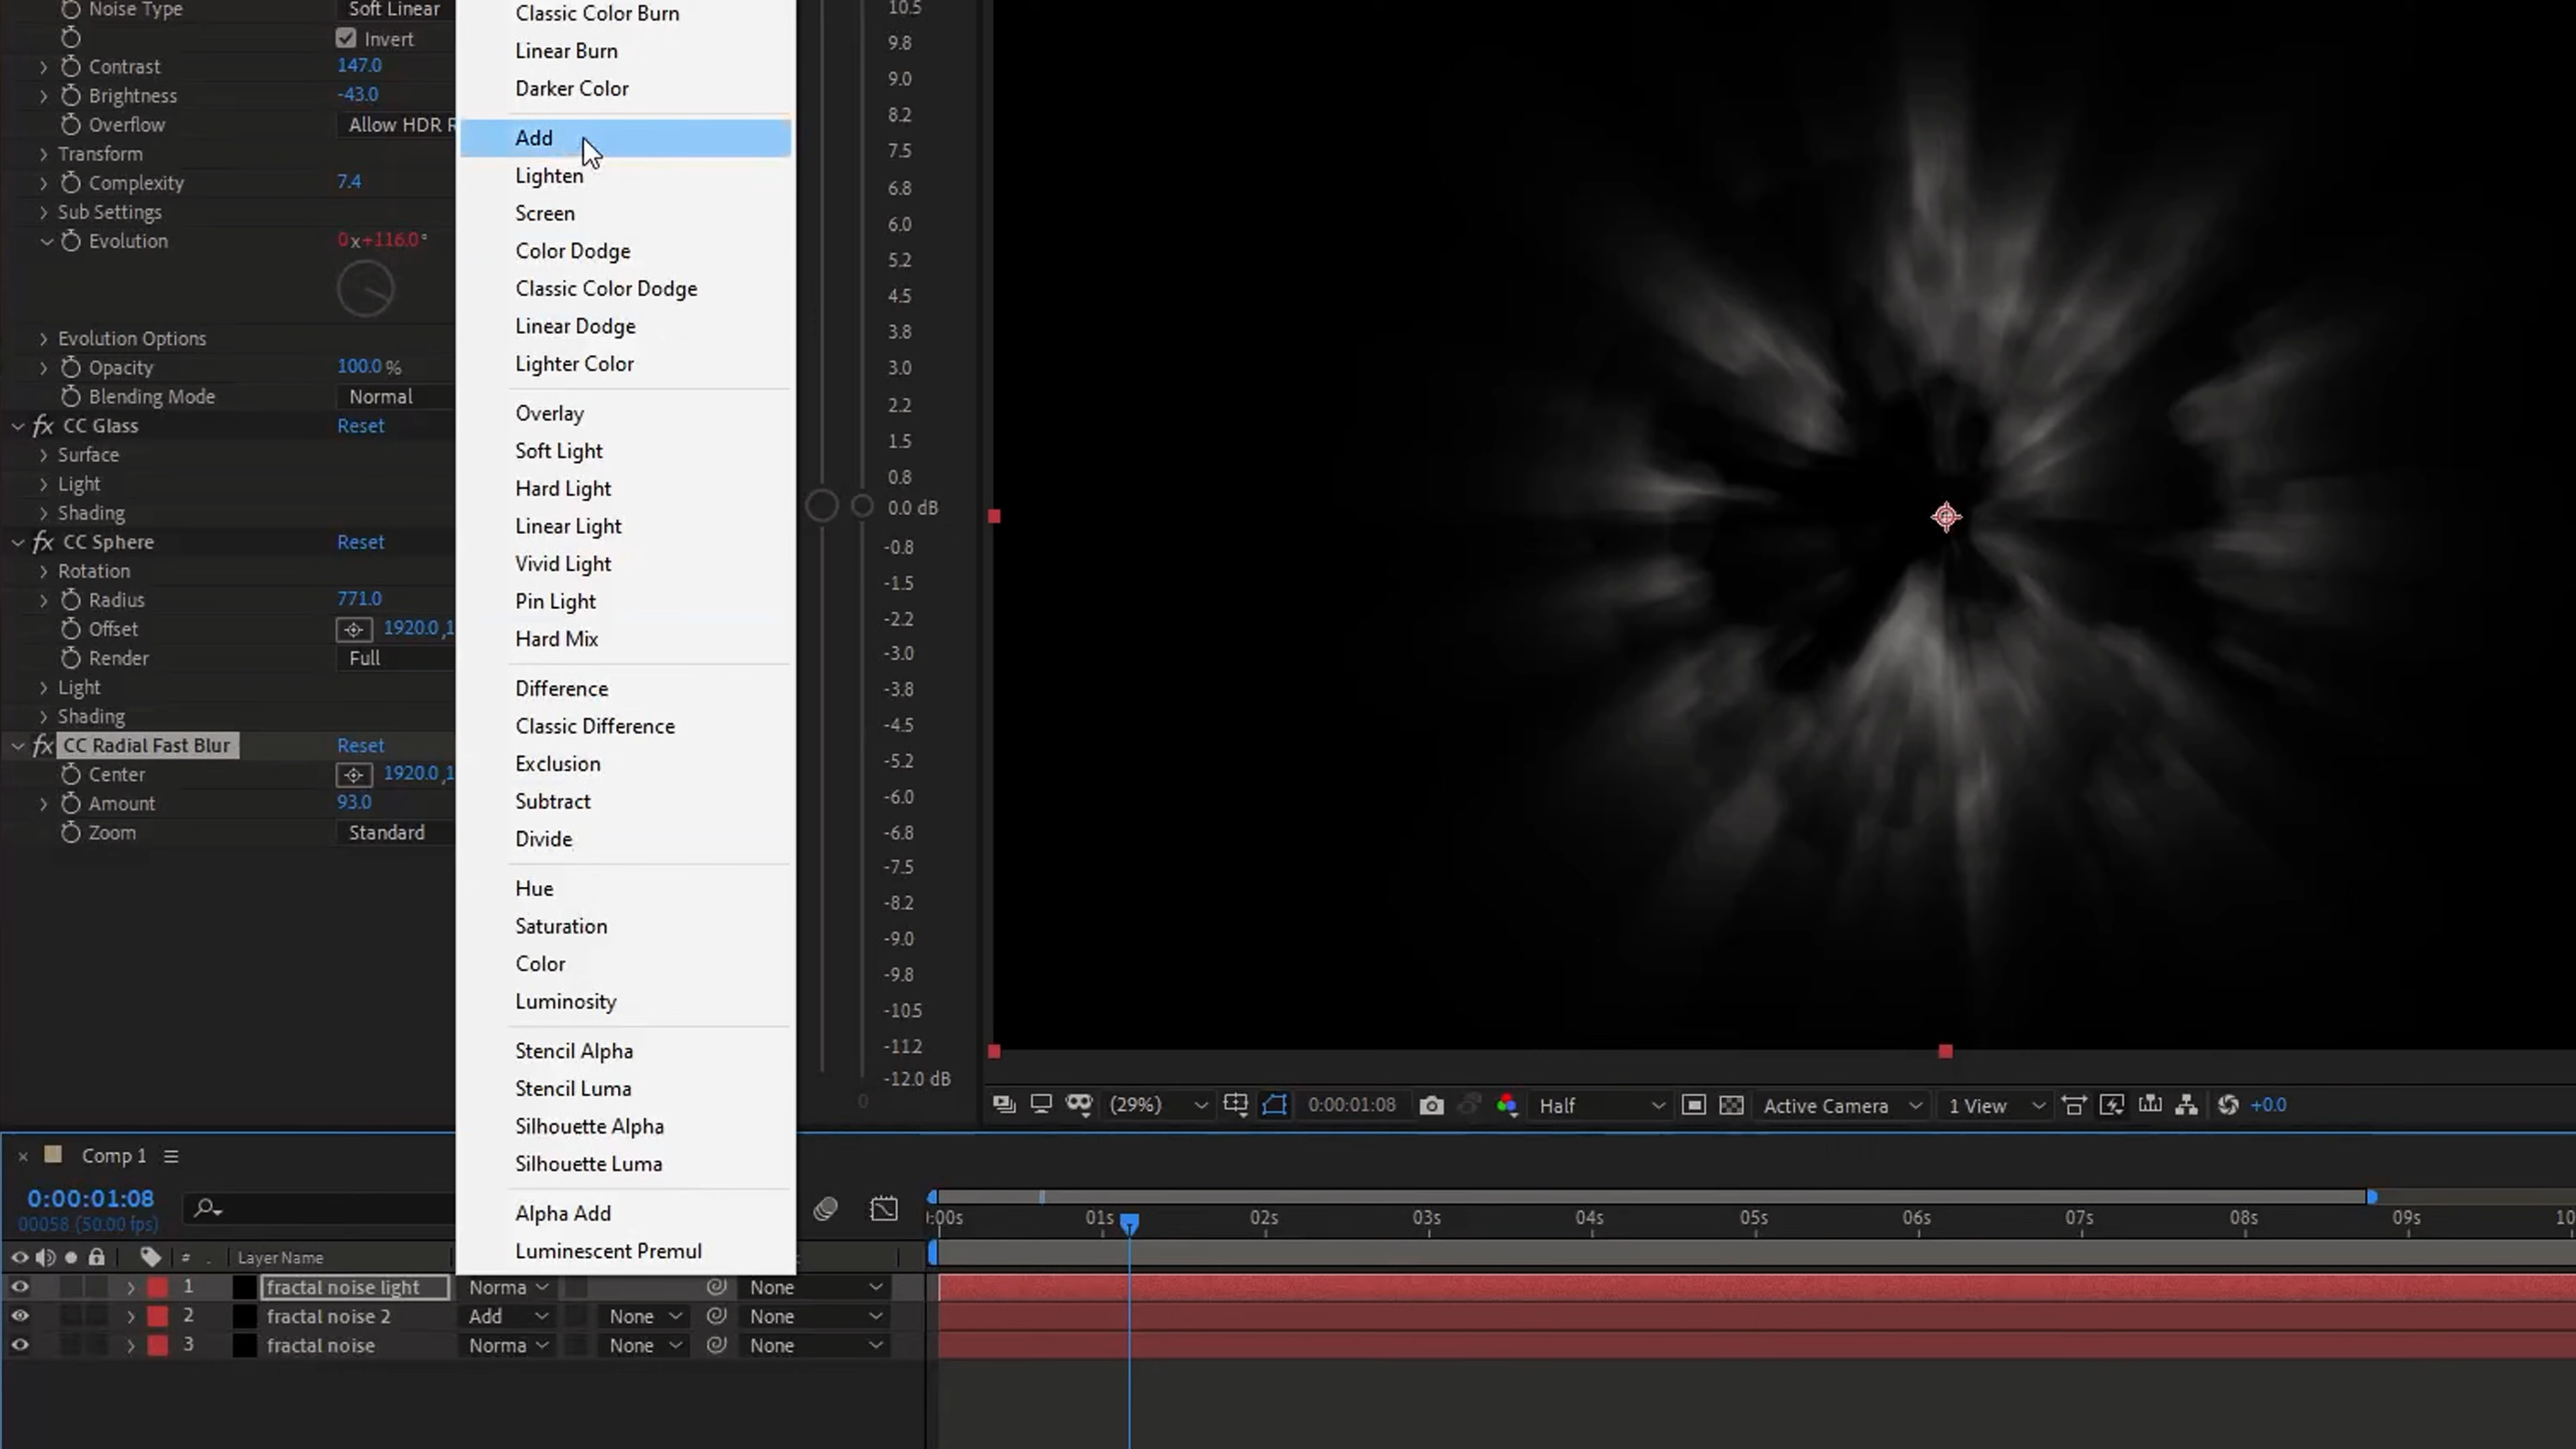 Noise Type Soft Linear
Invert
Contrast 147.0
Brightness -43.0
Overflow Allow HDR R
Transform
Complexity 7.4
Sub Settings
Evolution 0x+116.0°
Evolution Options
Opacity 100.0 %
Blending Mode Normal
fx CC Glass Reset
Surface
Light
Shading
fx CC Sphere Reset
Rotation
Radius 771.0
Offset 1920.0,1
Render Full
Light
Shading
fx CC Radial Fast Blur Reset
Center 1920.0,1
Amount 93.0
Zoom Standard
Classic Color Burn
Linear Burn
Darker Color
Add
Lighten
Screen
Color Dodge
Classic Color Dodge
Linear Dodge
Lighter Color
Overlay
Soft Light
Hard Light
Linear Light
Vivid Light
Pin Light
Hard Mix
Difference
Classic Difference
Exclusion
Subtract
Divide
Hue
Saturation
Color
Luminosity
Stencil Alpha
Stencil Luma
Silhouette Alpha
Silhouette Luma
Alpha Add
Luminescent Premul
10.5
9.8
9.0
8.2
7.5
6.8
6.0
5.2
4.5
3.8
3.0
2.2
1.5
0.8
0.0 dB
-0.8
-1.5
-2.2
-3.0
-3.8
-4.5
-5.2
-6.0
-6.8
-7.5
-8.2
-9.0
-9.8
-10.5
-11.2
-12.0 dB
0
(29%) 0:00:01:08 Half Active Camera 1 View +0.0
× Comp 1
0:00:01:08
00058 (50.00 fps)
:00s 01s 02s 03s 04s 05s 06s 07s 08s 09s 10
# . Layer Name
1 fractal noise light Norma None
2 fractal noise 2 Add None None
3 fractal noise Norma None None